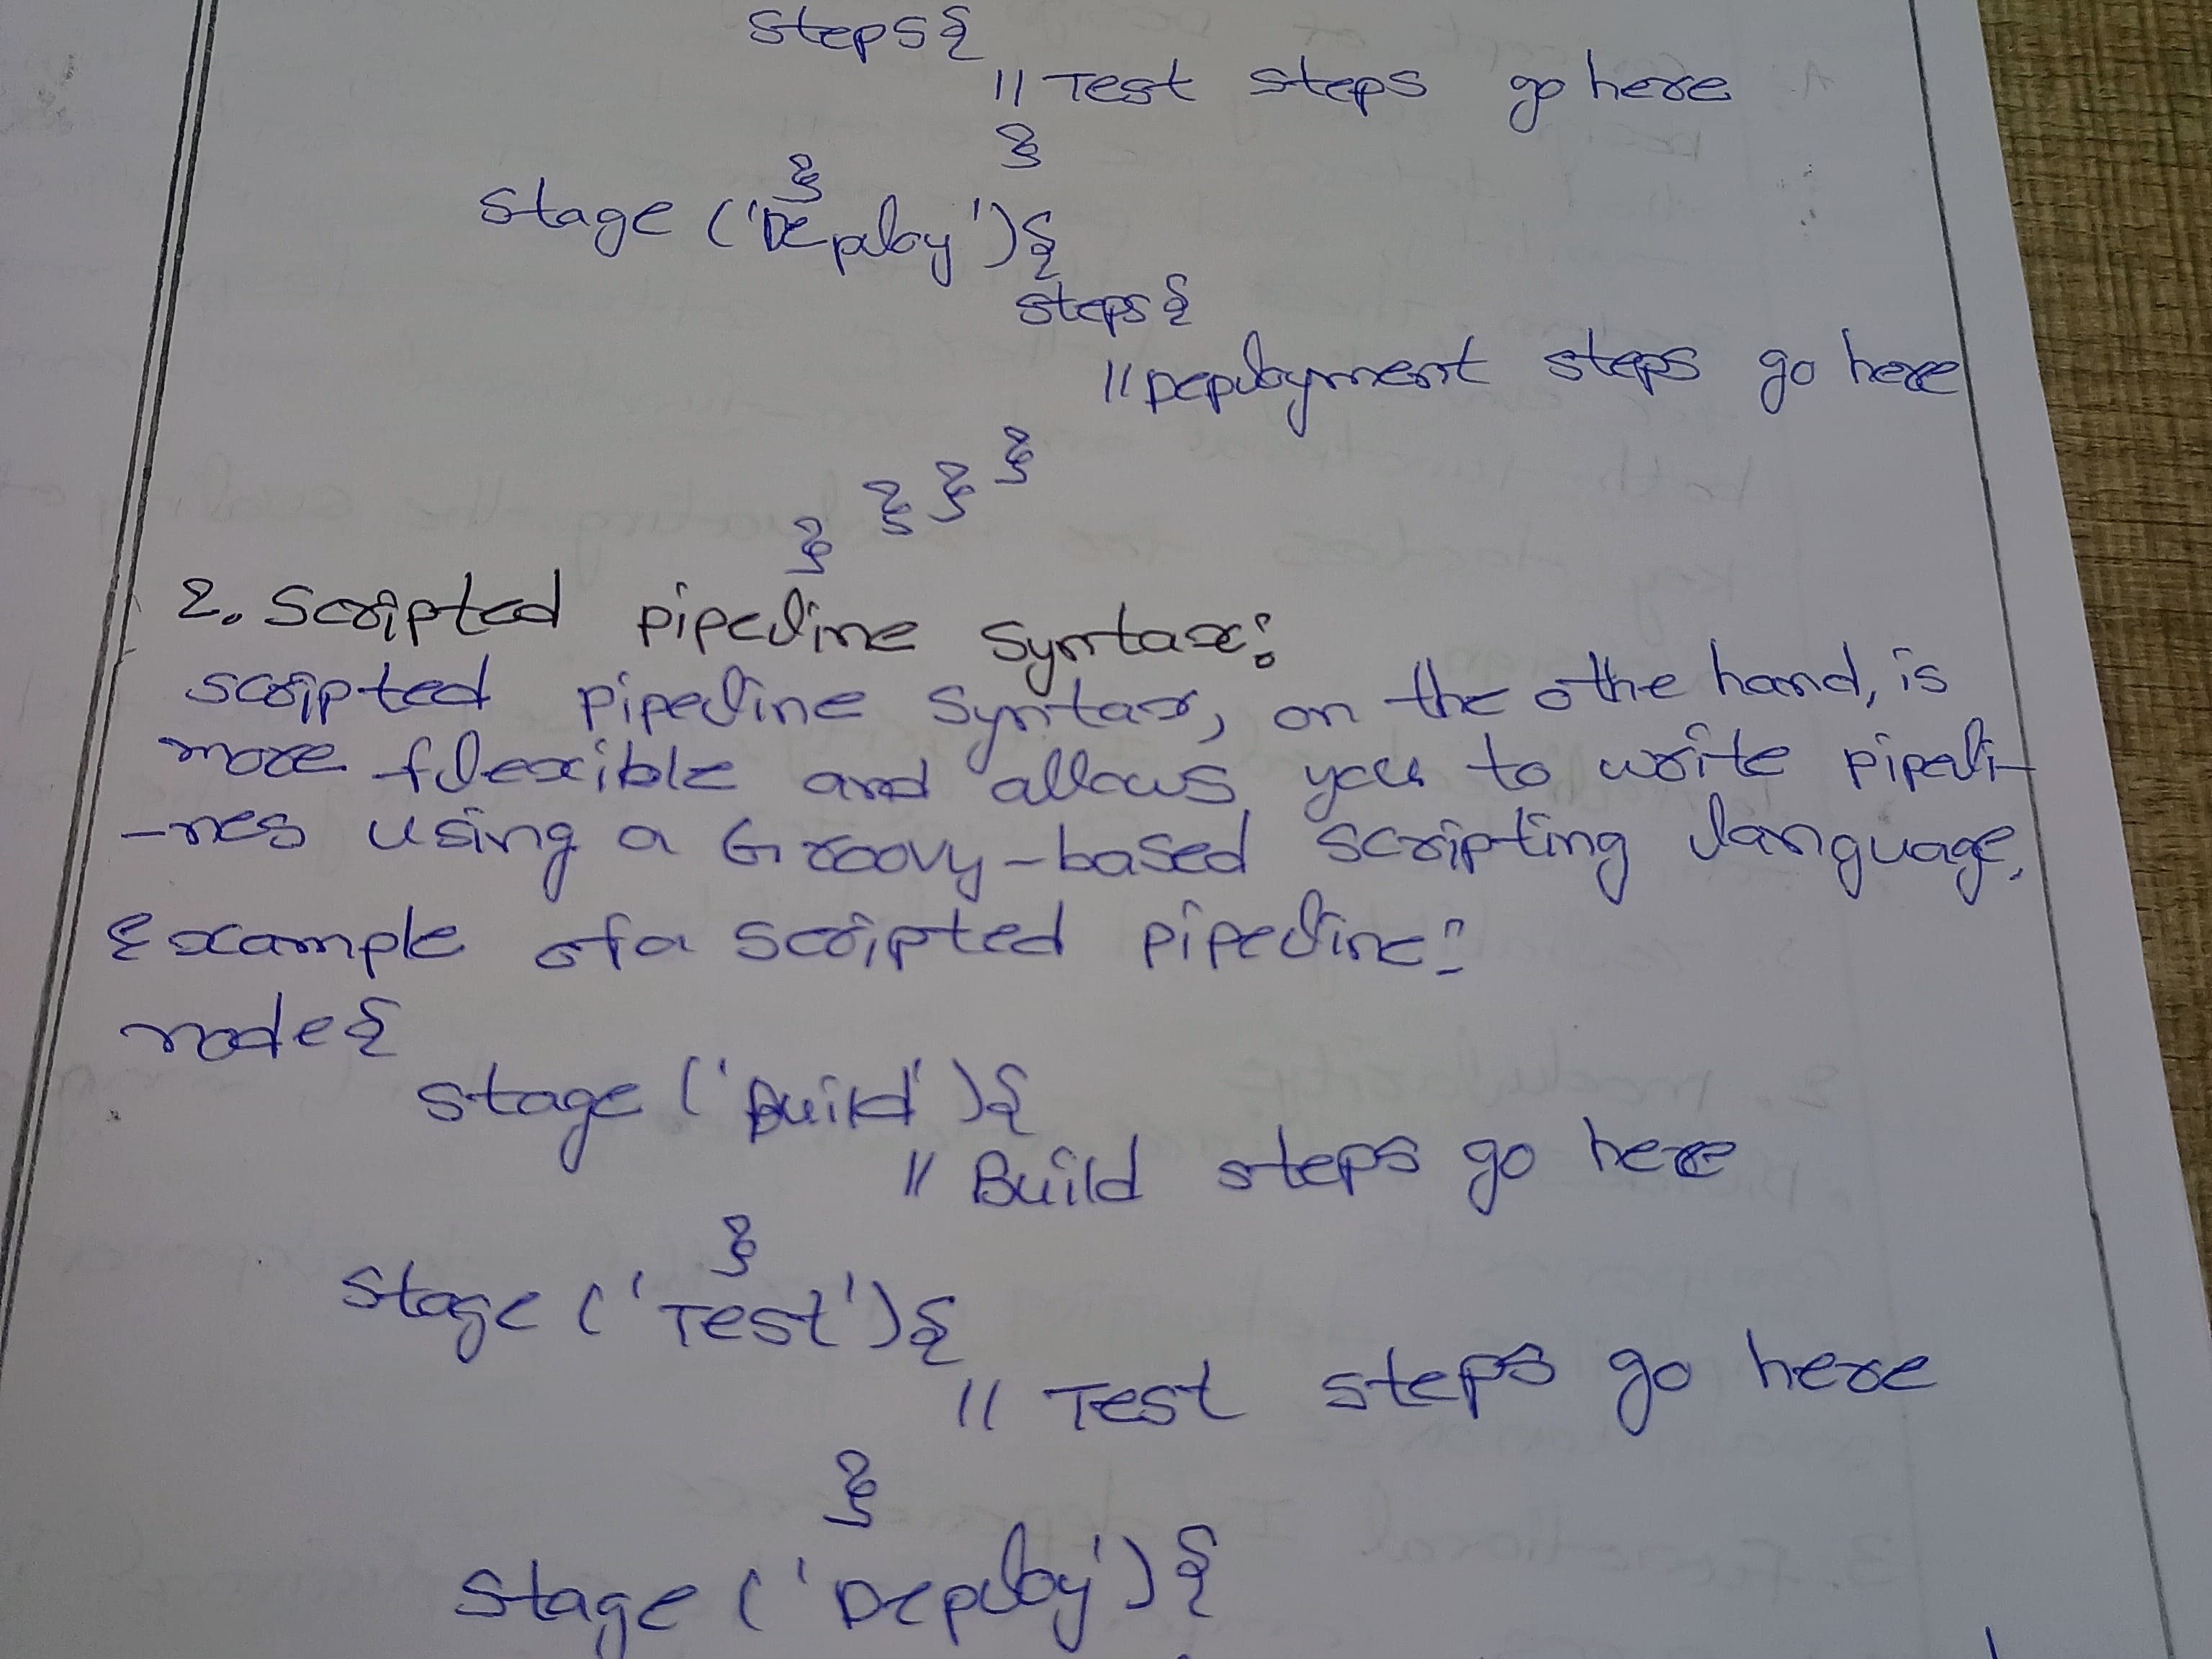 steps{
// Test steps go here
}
}
stage ('Deploy'){
steps{
// Deployment steps go here
}
}
}
}
2. Scripted pipeline syntax:
scripted pipeline syntax, on the othe hand, is
more flexible and allows you to write pipeli-
-nes using a Groovy-based scripting language.
Example of a scripted pipeline:
node{
stage ('Build'){
// Build steps go here
}
stage ('Test'){
// Test steps go here
}
stage ('Deploy'){